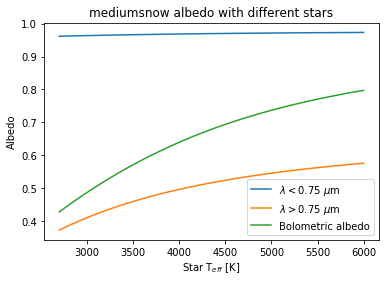 mediumsnow albedo with different stars
1.0
0.9
0.8
0.7
0.6
0.5
0.4
Albedo
λ < 0.75 μm
λ > 0.75 μm
Bolometric albedo
3000 3500 4000 4500 5000 5500 6000
Star T_eff [K]